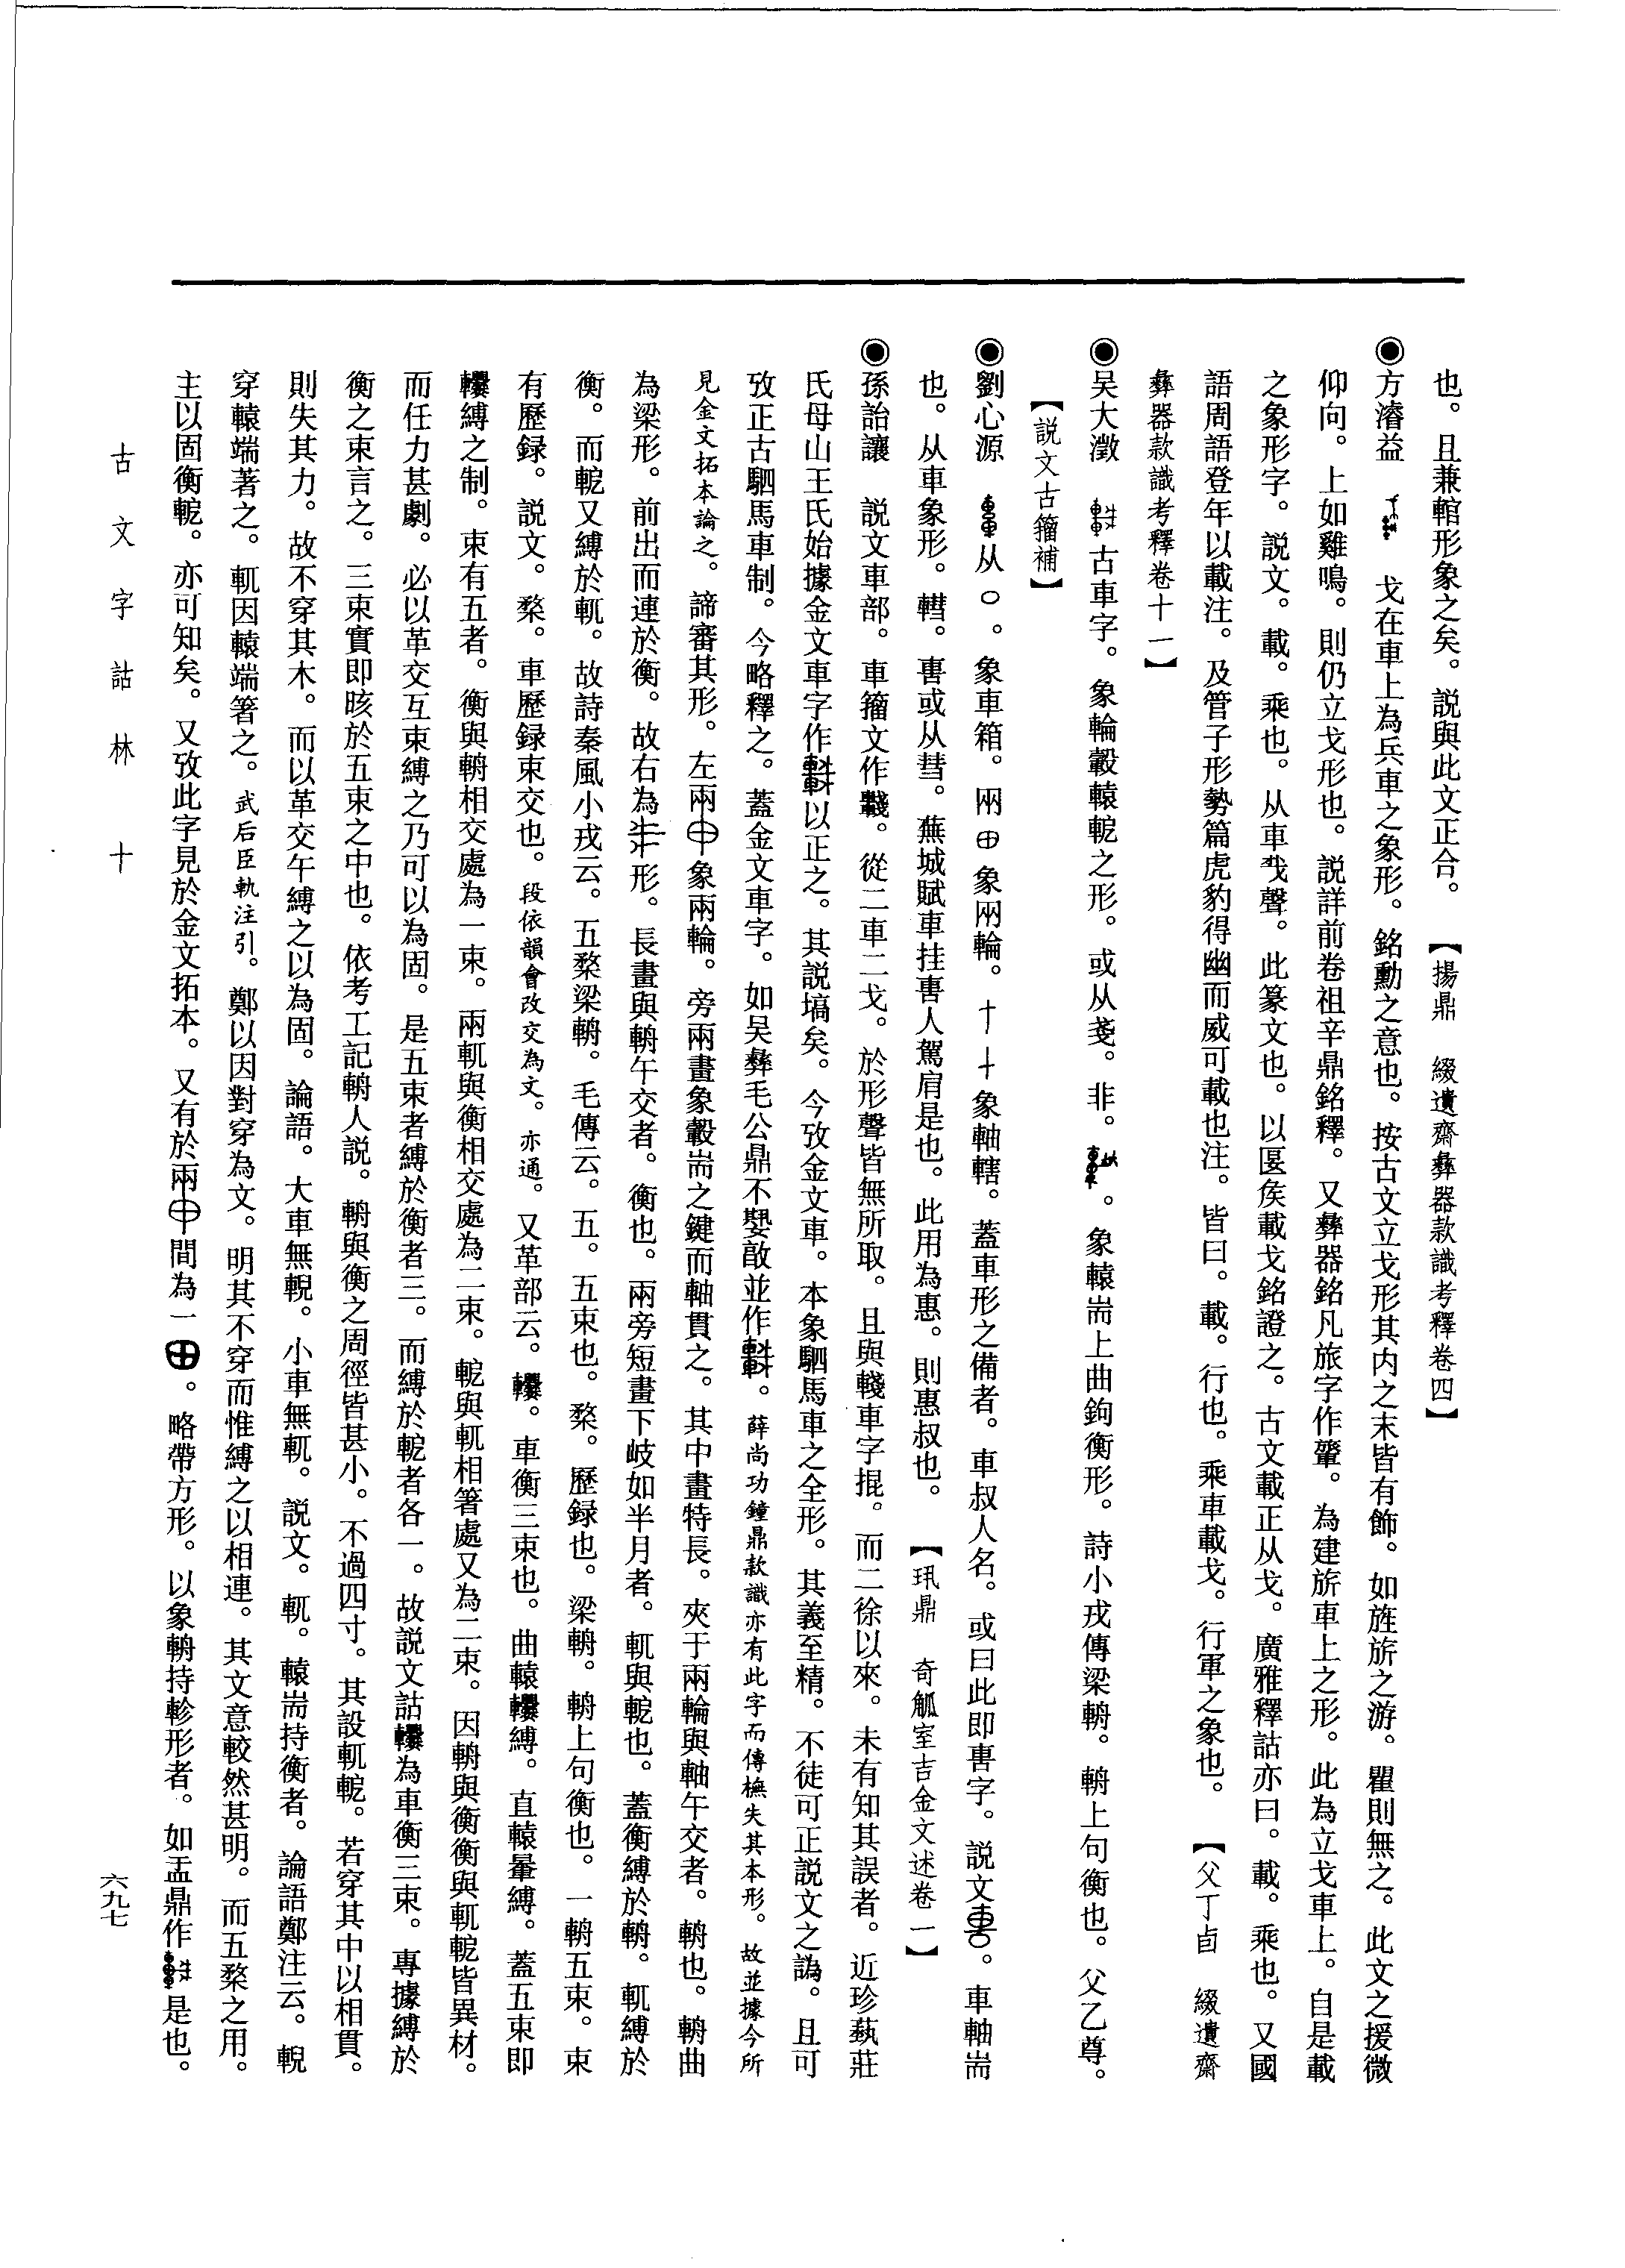 也。且兼輨形象之矣。説與此文正合。【揚鼎　綴遺齋彝器款識考釋卷四】
◉方濬益　戈在車上為兵車之象形。銘勳之意也。按古文立戈形其内之末皆有飾。如旌旂之游。瞿則無之。此文之援微
仰向。上如雞鳴。則仍立戈形也。説詳前卷祖辛鼎銘釋。又彝器銘凡旅字作肈。為建旂車上之形。此為立戈車上。自是載
之象形字。説文。載。乘也。从車𢦏聲。此篆文也。以匽矦載戈銘證之。古文載正从戈。廣雅釋詁亦曰。載。乘也。又國
語周語登年以載注。及管子形勢篇虎豹得幽而威可載也注。皆曰。載。行也。乘車載戈。行軍之象也。【父丁卣　綴遺齋
彝器款識考釋卷十一】
◉吴大澂　古車字。象輪轂轅軶之形。或从戔。非。象轅耑上曲鉤衡形。詩小戎傳梁輈。輈上句衡也。父乙尊。
【説文古籀補】
◉劉心源　从○。象車箱。㒳田象㒳輪。象軸轄。蓋車形之備者。車叔人名。或曰此即軎字。説文軎。車軸耑
也。从車象形。轊。軎或从彗。蕪城賦車挂軎人駕肩是也。此用為惠。則惠叔也。【珟鼎　奇觚室吉金文述卷一】
◉孫詒讓　説文車部。車籀文作𨏖。從二車二戈。於形聲皆無所取。且與輚車字掍。而二徐以來。未有知其誤者。近珍蓺莊
氏母山王氏始據金文車字作以正之。其説塙矣。今攷金文車。本象駟馬車之全形。其義至精。不徒可正説文之譌。且可
攷正古駟馬車制。今略釋之。蓋金文車字。如吴彝毛公鼎不㜪敢並作。薛尚功鐘鼎款識亦有此字而傳橅失其本形。故並據今所
見金文拓本論之。諦審其形。左兩象兩輪。旁兩畫象轂耑之鍵而軸貫之。其中畫特長。夾于兩輪與軸午交者。輈也。輈曲
為梁形。前出而連於衡。故右為形。長畫與輈午交者。衡也。兩旁短畫下岐如半月者。軏與軶也。蓋衡縛於輈。軏縛於
衡。而軶又縛於軏。故詩秦風小戎云。五楘梁輈。毛傳云。五。五束也。楘。歷録也。梁輈。輈上句衡也。一輈五束。束
有歷録。説文。楘。車歷録束交也。段依韻會改交為文。亦通。又革部云。䡽。車衡三束也。曲轅䡽縛。直轅暈縛。蓋五束即
䡽縛之制。束有五者。衡與輈相交處為一束。兩軏與衡相交處為二束。軶與軏相箸處又為二束。因輈與衡衡與軏軶皆異材。
而任力甚劇。必以革交互束縛之乃可以為固。是五束者縛於衡者三。而縛於軶者各一。故説文詁䡽為車衡三束。專據縛於
衡之束言之。三束實即晐於五束之中也。依考工記輈人説。輈與衡之周徑皆甚小。不過四寸。其設軏軶。若穿其中以相貫。
則失其力。故不穿其木。而以革交午縛之以為固。論語。大車無輗。小車無軏。説文。軏。轅耑持衡者。論語鄭注云。輗
穿轅端著之。軏因轅端箸之。武后臣軌注引。鄭以因對穿為文。明其不穿而惟縛之以相連。其文意較然甚明。而五楘之用。
主以固衡軶。亦可知矣。又攷此字見於金文拓本。又有於兩間為一。略帶方形。以象輈持軫形者。如盂鼎作是也。
古文字詁林　十
六九七